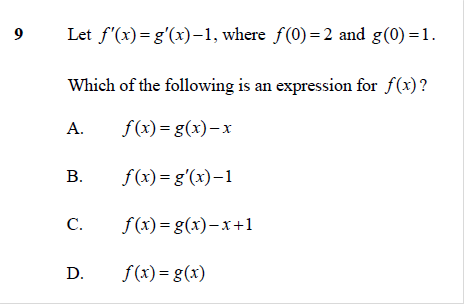 9 Let f′(x) = g′(x) − 1, where f(0) = 2 and g(0) = 1.
Which of the following is an expression for f(x)?
A. f(x) = g(x) − x
B. f(x) = g′(x) − 1
C. f(x) = g(x) − x + 1
D. f(x) = g(x)